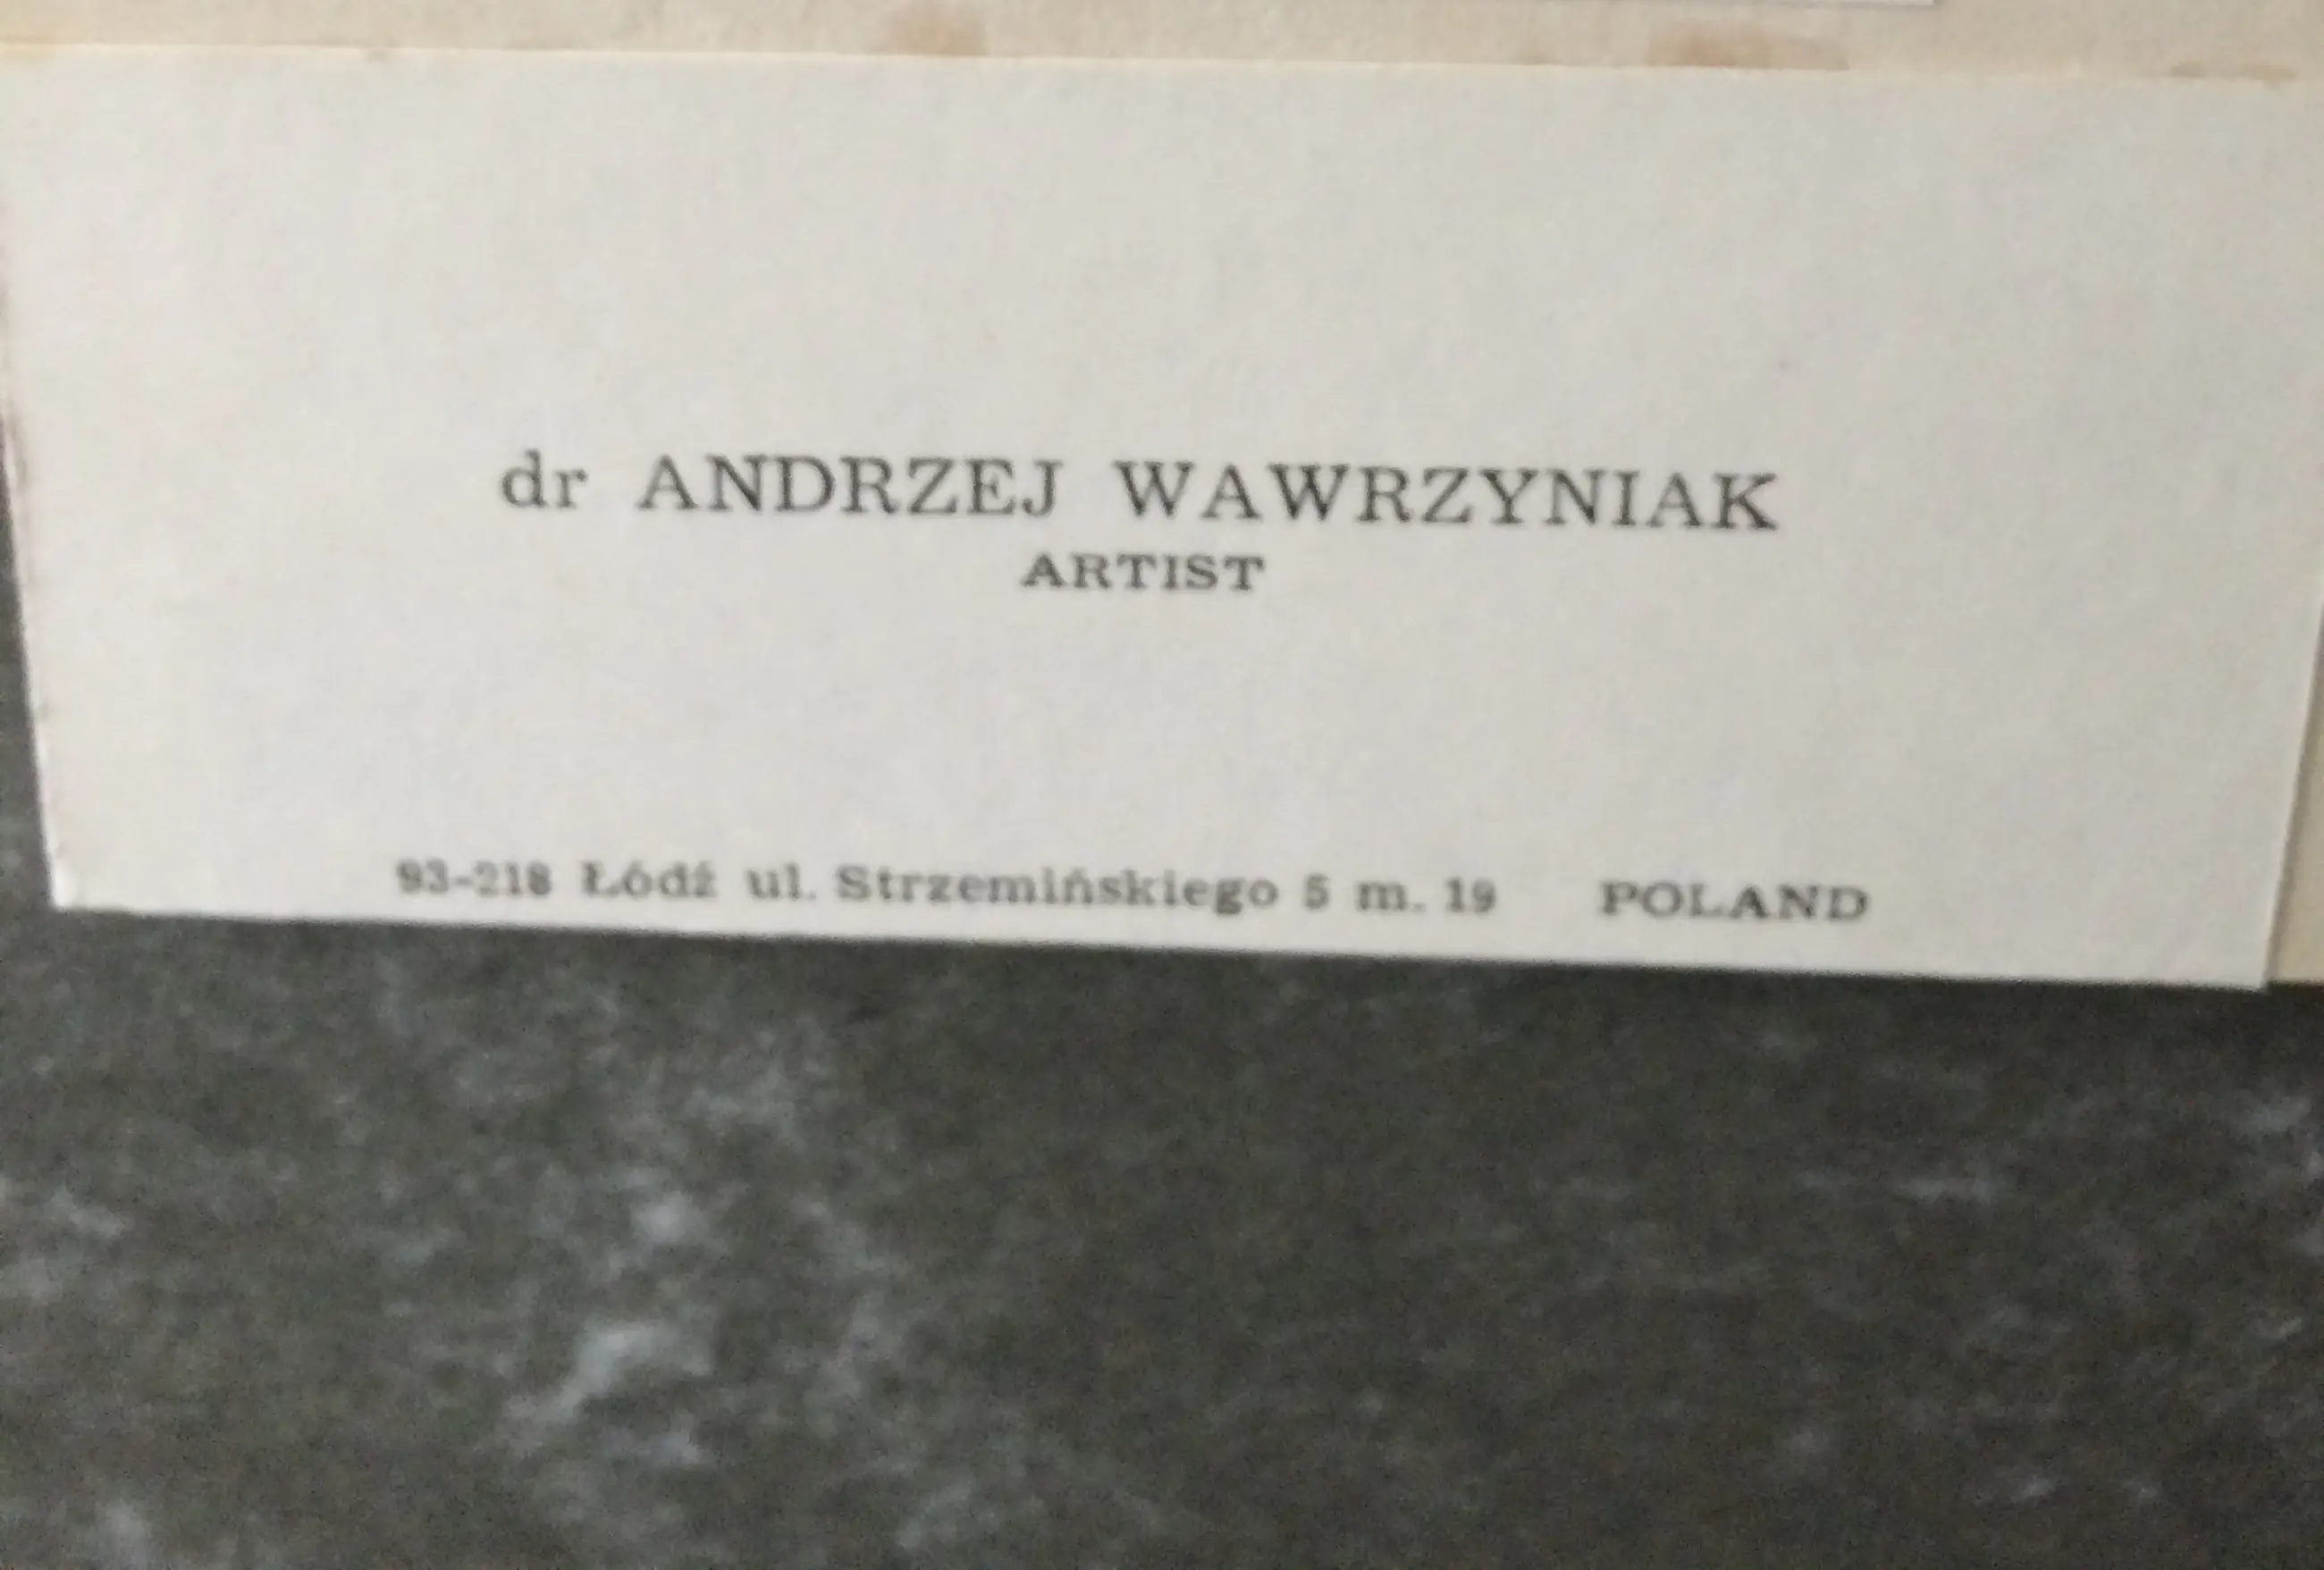 dr ANDRZEJ WAWRZYNIAK
ARTIST
93-218 Łódź ul. Strzemińskiego 5 m. 19 POLAND